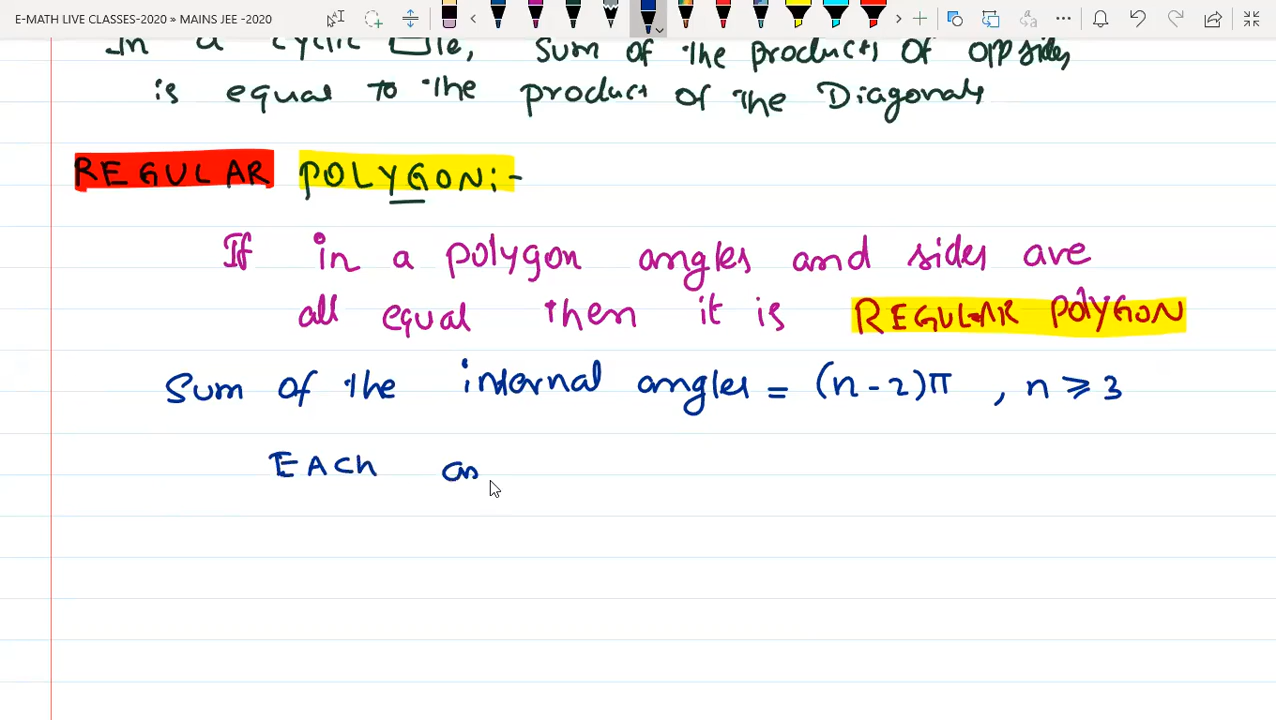 E-MATH LIVE CLASSES-2020 » MAINS JEE -2020
In a cyclic □le, sum of the products of opp sides
is equal to the product of the Diagonals
REGULAR POLYGON:-
If in a polygon angles and sides are
all equal then it is REGULAR POLYGON
Sum of the internal angles = (n-2)π , n ⩾ 3
EACh an